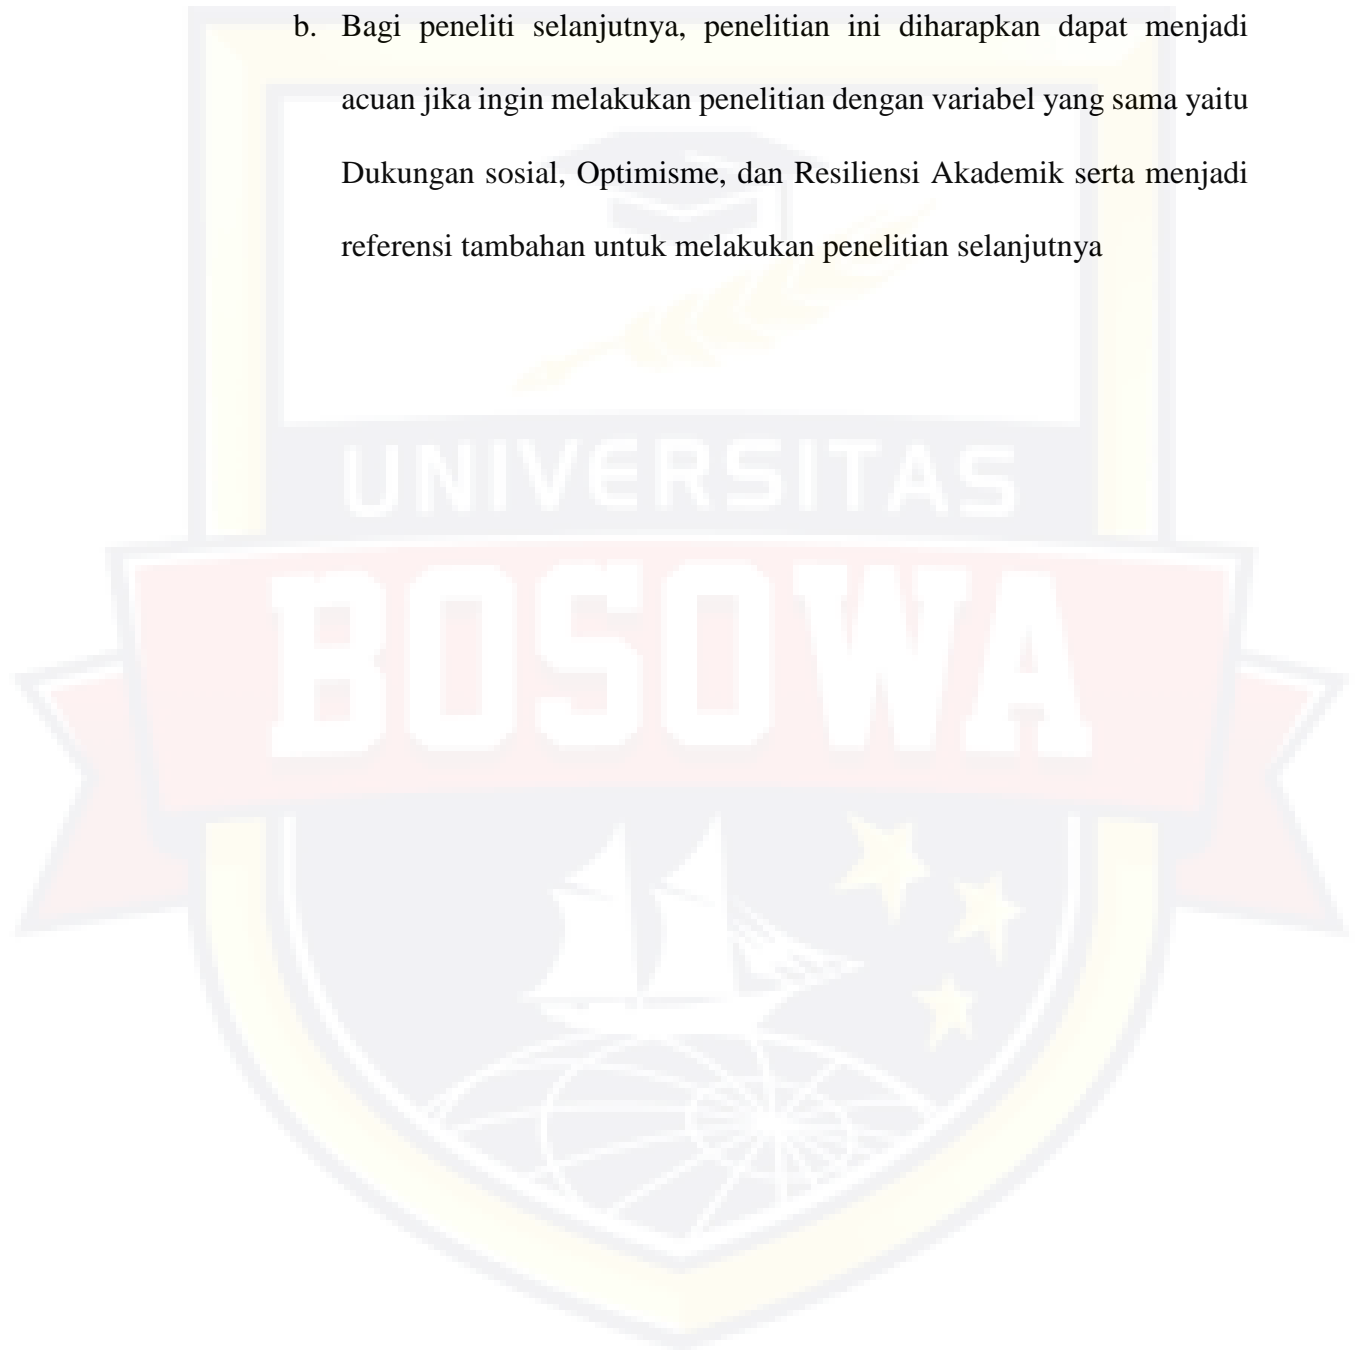 b. Bagi peneliti selanjutnya, penelitian ini diharapkan dapat menjadi
acuan jika ingin melakukan penelitian dengan variabel yang sama yaitu
Dukungan sosial, Optimisme, dan Resiliensi Akademik serta menjadi
referensi tambahan untuk melakukan penelitian selanjutnya
UNIVERSITAS
BOSOWA